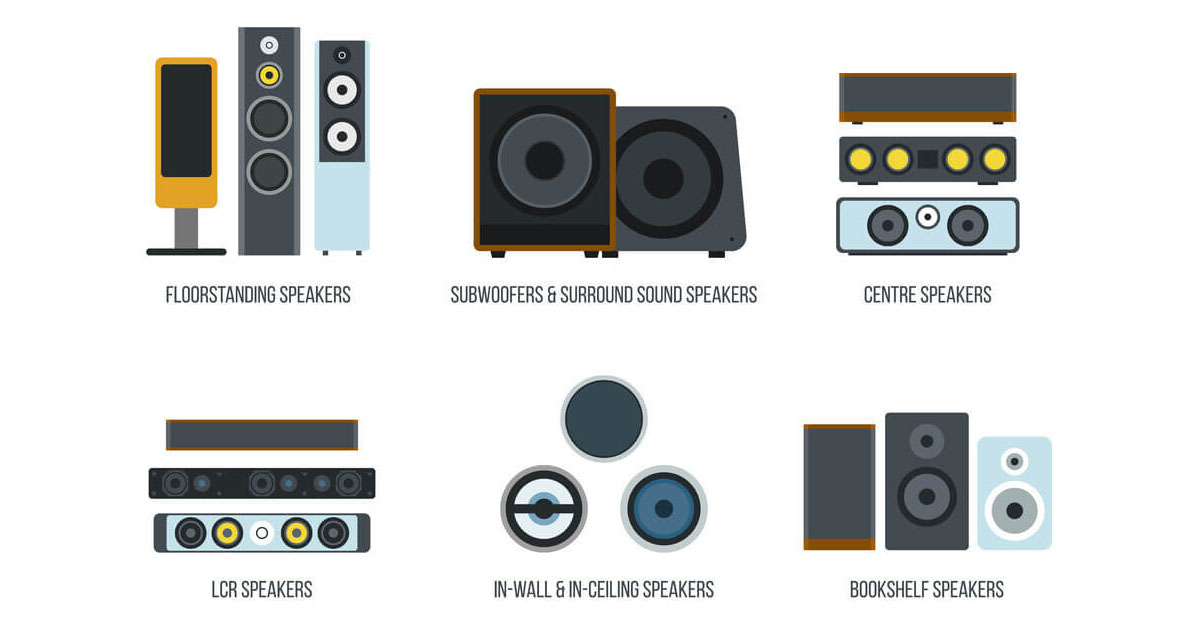 FLOORSTANDING SPEAKERS
SUBWOOFERS & SURROUND SOUND SPEAKERS
CENTRE SPEAKERS
LCR SPEAKERS
IN-WALL & IN-CEILING SPEAKERS
BOOKSHELF SPEAKERS